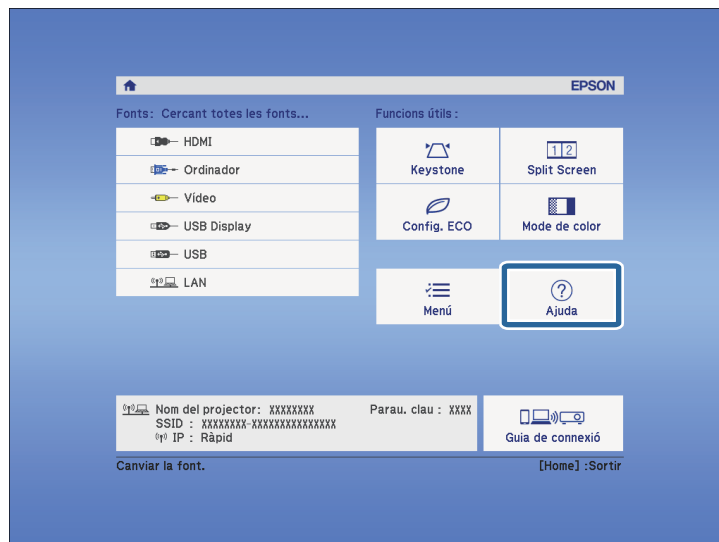 EPSON
Fonts: Cercant totes les fonts...
HDMI
Ordinador
Vídeo
USB Display
USB
LAN
Funcions útils :
Keystone
1 2
Split Screen
Config. ECO
Mode de color
Menú
? Ajuda
Nom del projector: XXXXXXXX
Parau. clau : XXXX
SSID : XXXXXXXX-XXXXXXXXXXXXXXX
IP : Ràpid
Guia de connexió
Canviar la font.
[Home] :Sortir